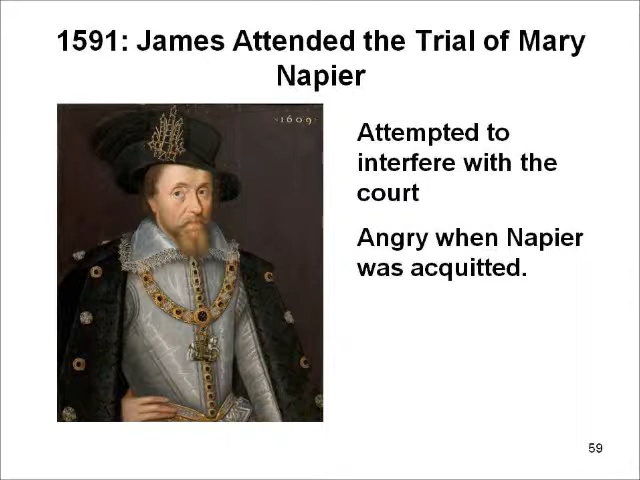 1591: James Attended the Trial of Mary
Napier
1609
Attempted to
interfere with the
court
Angry when Napier
was acquitted.
59